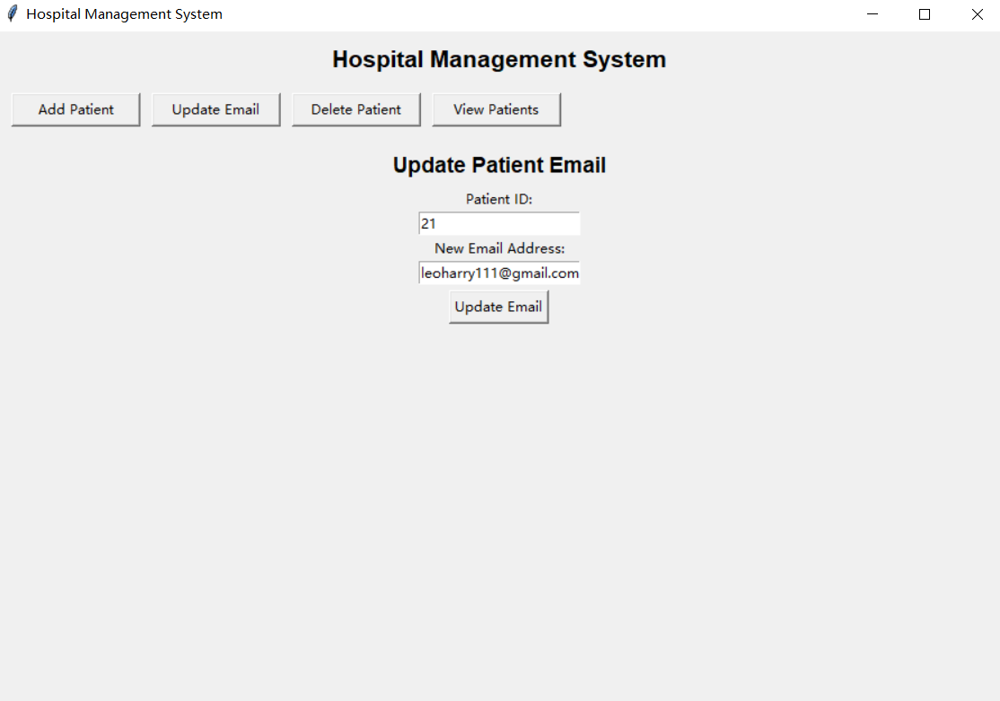 Hospital Management System
Hospital Management System
Add Patient Update Email Delete Patient View Patients
Update Patient Email
Patient ID:
21
New Email Address:
leoharry111@gmail.com
Update Email